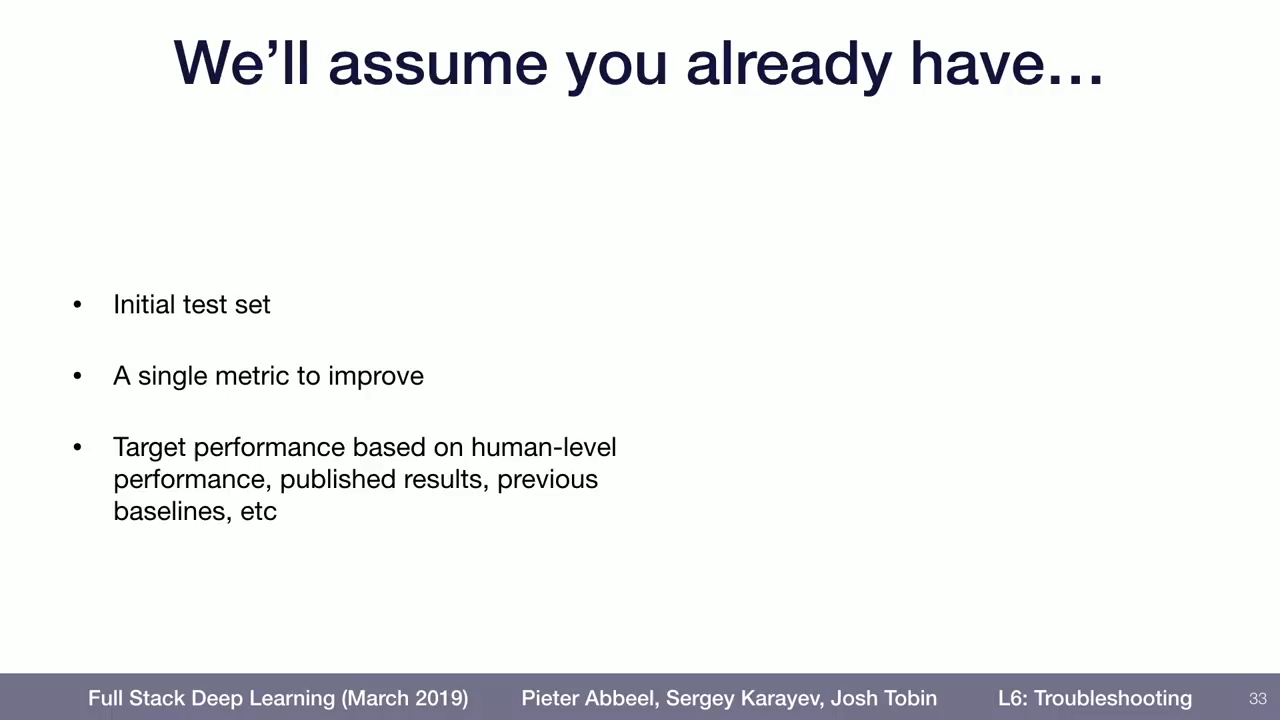 We’ll assume you already have…
• Initial test set
• A single metric to improve
• Target performance based on human-level
performance, published results, previous
baselines, etc
Full Stack Deep Learning (March 2019) Pieter Abbeel, Sergey Karayev, Josh Tobin L6: Troubleshooting 33